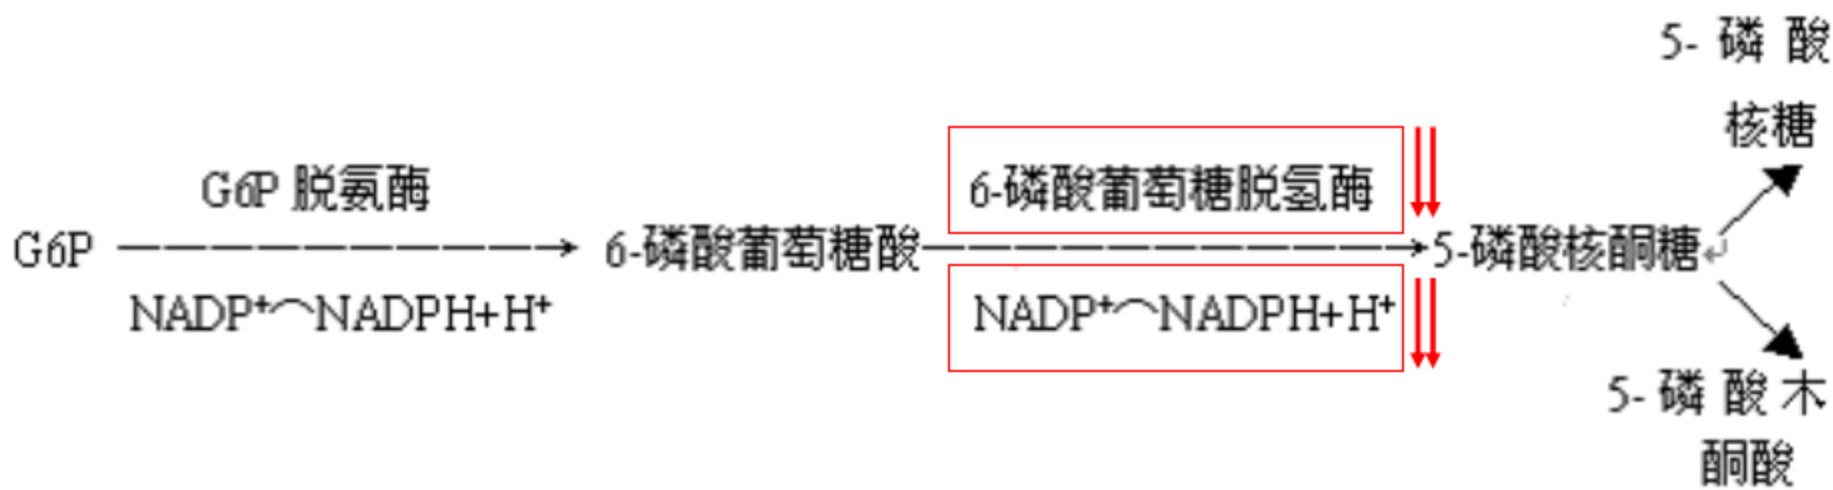 5- 磷 酸
核糖
G6P 脱氨酶
6-磷酸葡萄糖脱氢酶
G6P
6-磷酸葡萄糖酸
5-磷酸核酮糖
NADP⁺⌒NADPH+H⁺
NADP⁺⌒NADPH+H⁺
5- 磷 酸 木
酮酸